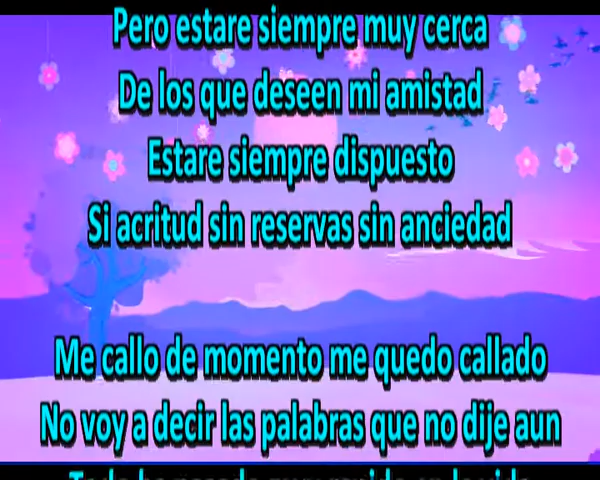 Pero estare siempre muy cerca
De los que deseen mi amistad
Estare siempre dispuesto
Si acritud sin reservas sin anciedad
Me callo de momento me quedo callado
No voy a decir las palabras que no dije aun